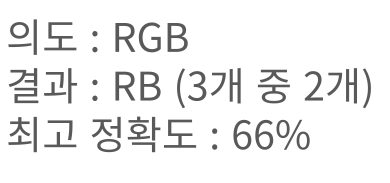 의도 : RGB
결과 : RB (3개 중 2개)
최고 정확도 : 66%